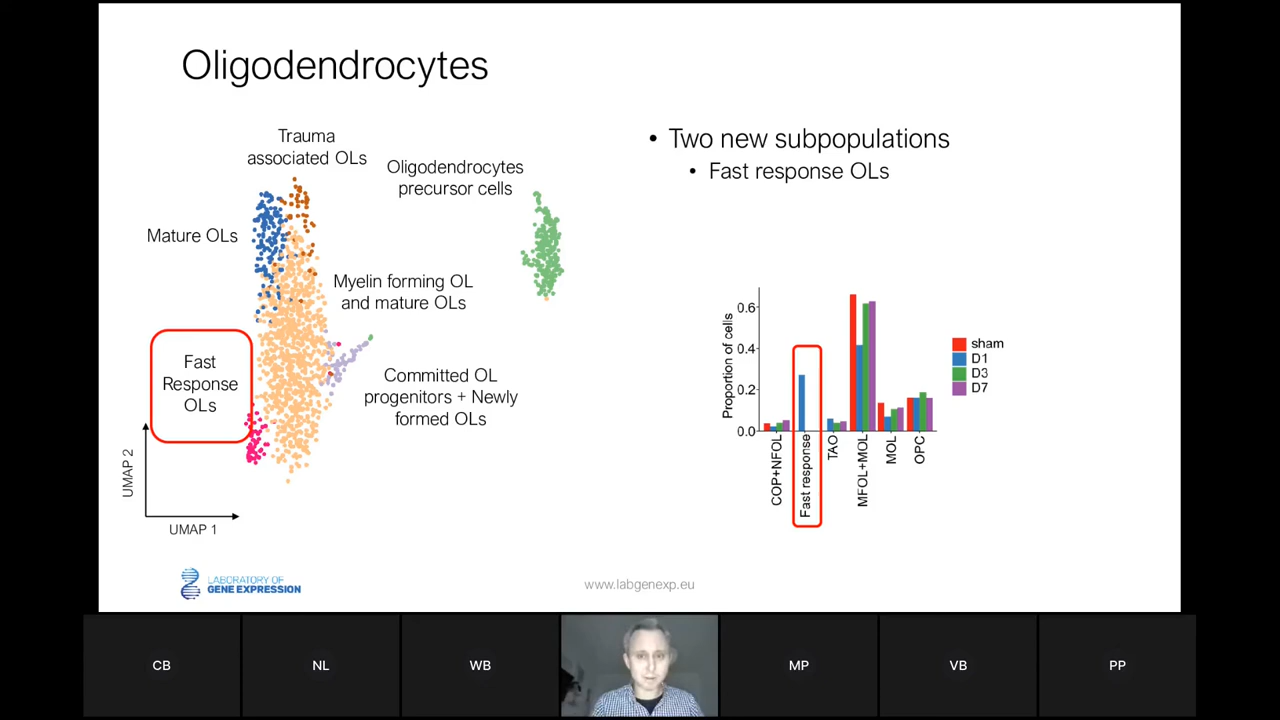 Oligodendrocytes
Trauma
associated OLs
Oligodendrocytes
precursor cells
Mature OLs
Myelin forming OL
and mature OLs
Fast
Response
OLs
Committed OL
progenitors + Newly
formed OLs
UMAP 2
UMAP 1
• Two new subpopulations
• Fast response OLs
Proportion of cells
0.6
0.4
0.2
0.0
COP+NFOL
Fast response
TAO
MFOL+MOL
MOL
OPC
sham
D1
D3
D7
LABORATORY OF
GENE EXPRESSION
www.labgenexp.eu
CB
NL
WB
MP
VB
PP